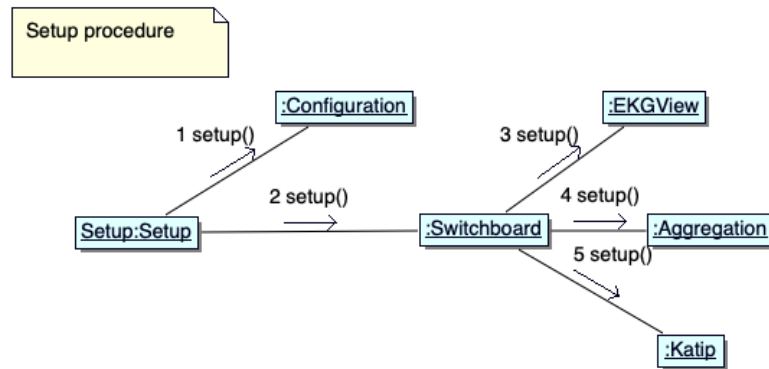 Setup procedure
:Configuration
:EKGView
1 setup()
3 setup()
2 setup()
4 setup()
Setup:Setup
:Switchboard
:Aggregation
5 setup()
:Katip